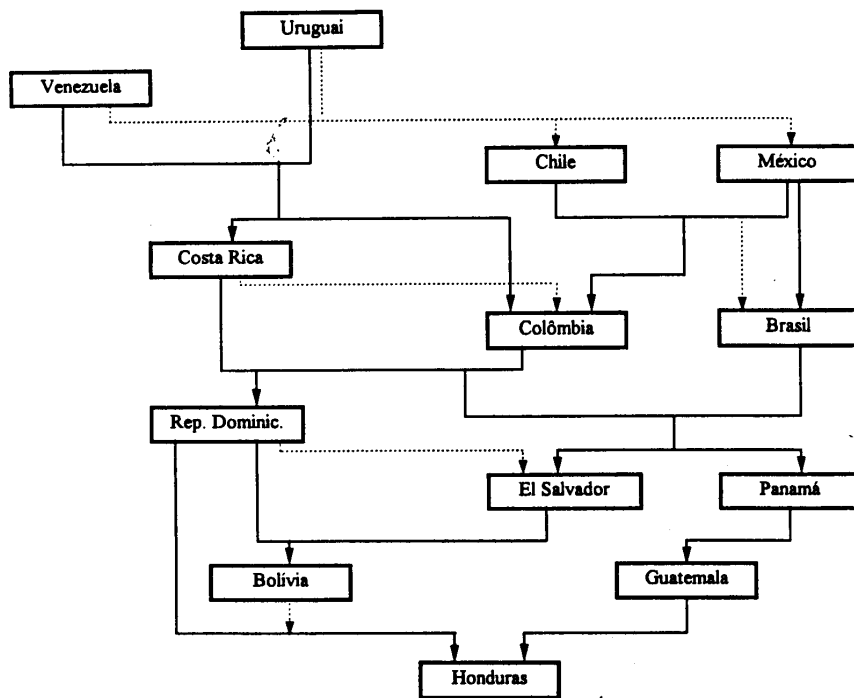 Uruguai
Venezuela
Chile
México
Costa Rica
Colômbia
Brasil
Rep. Dominic.
El Salvador
Panamá
Bolívia
Guatemala
Honduras